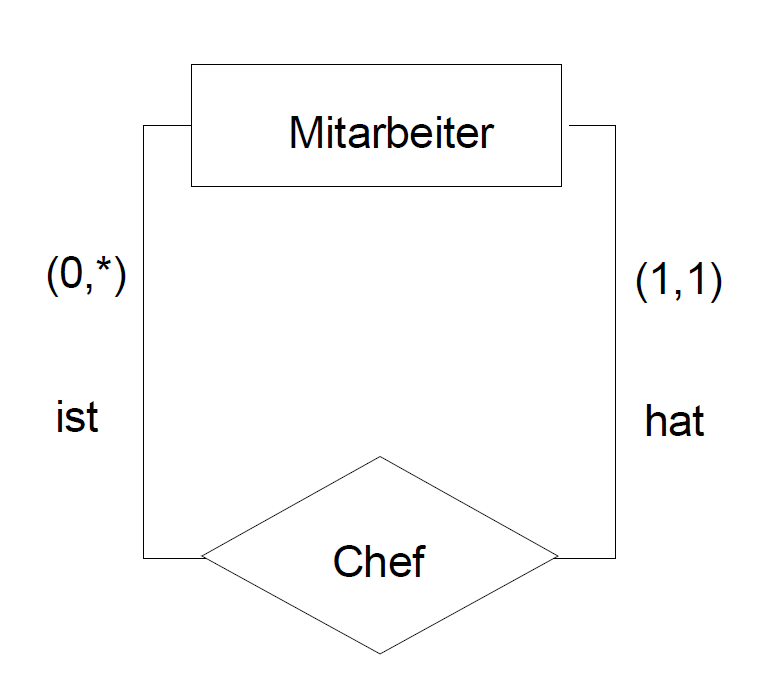 Mitarbeiter
(0,*)
(1,1)
ist
hat
Chef